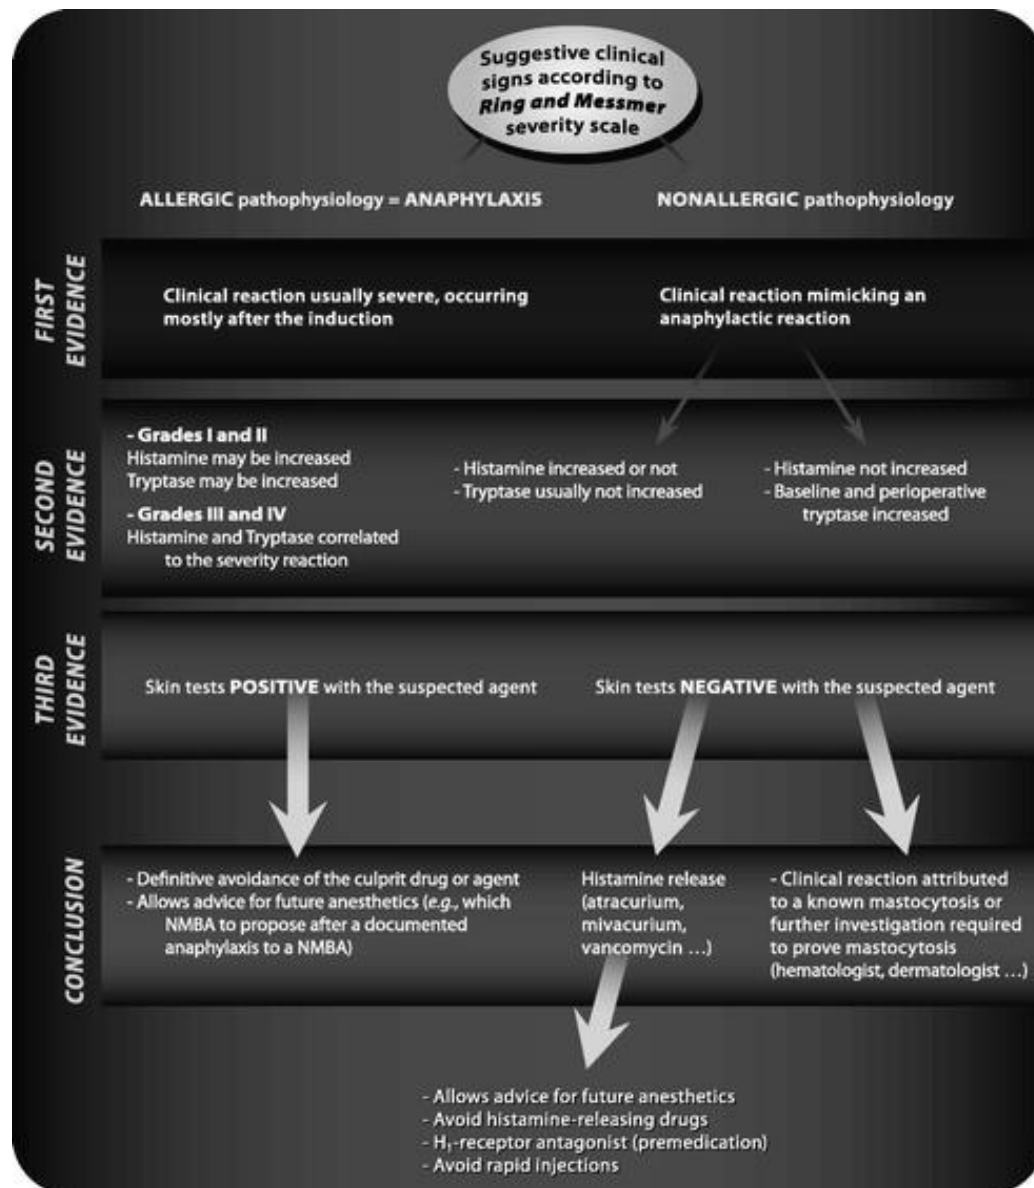 Suggestive clinical
signs according to
Ring and Messmer
severity scale
ALLERGIC pathophysiology = ANAPHYLAXIS
NONALLERGIC pathophysiology
FIRST
EVIDENCE
Clinical reaction usually severe, occurring
mostly after the induction
Clinical reaction mimicking an
anaphylactic reaction
SECOND
EVIDENCE
- Grades I and II
Histamine may be increased
Tryptase may be increased
- Grades III and IV
Histamine and Tryptase correlated
to the severity reaction
- Histamine increased or not
- Tryptase usually not increased
- Histamine not increased
- Baseline and perioperative
tryptase increased
THIRD
EVIDENCE
Skin tests POSITIVE with the suspected agent
Skin tests NEGATIVE with the suspected agent
CONCLUSION
- Definitive avoidance of the culprit drug or agent
- Allows advice for future anesthetics (e.g., which
NMBA to propose after a documented
anaphylaxis to a NMBA)
Histamine release
(atracurium,
mivacurium,
vancomycin ...)
- Clinical reaction attributed
to a known mastocytosis or
further investigation required
to prove mastocytosis
(hematologist, dermatologist ...)
- Allows advice for future anesthetics
- Avoid histamine-releasing drugs
- H₁-receptor antagonist (premedication)
- Avoid rapid injections